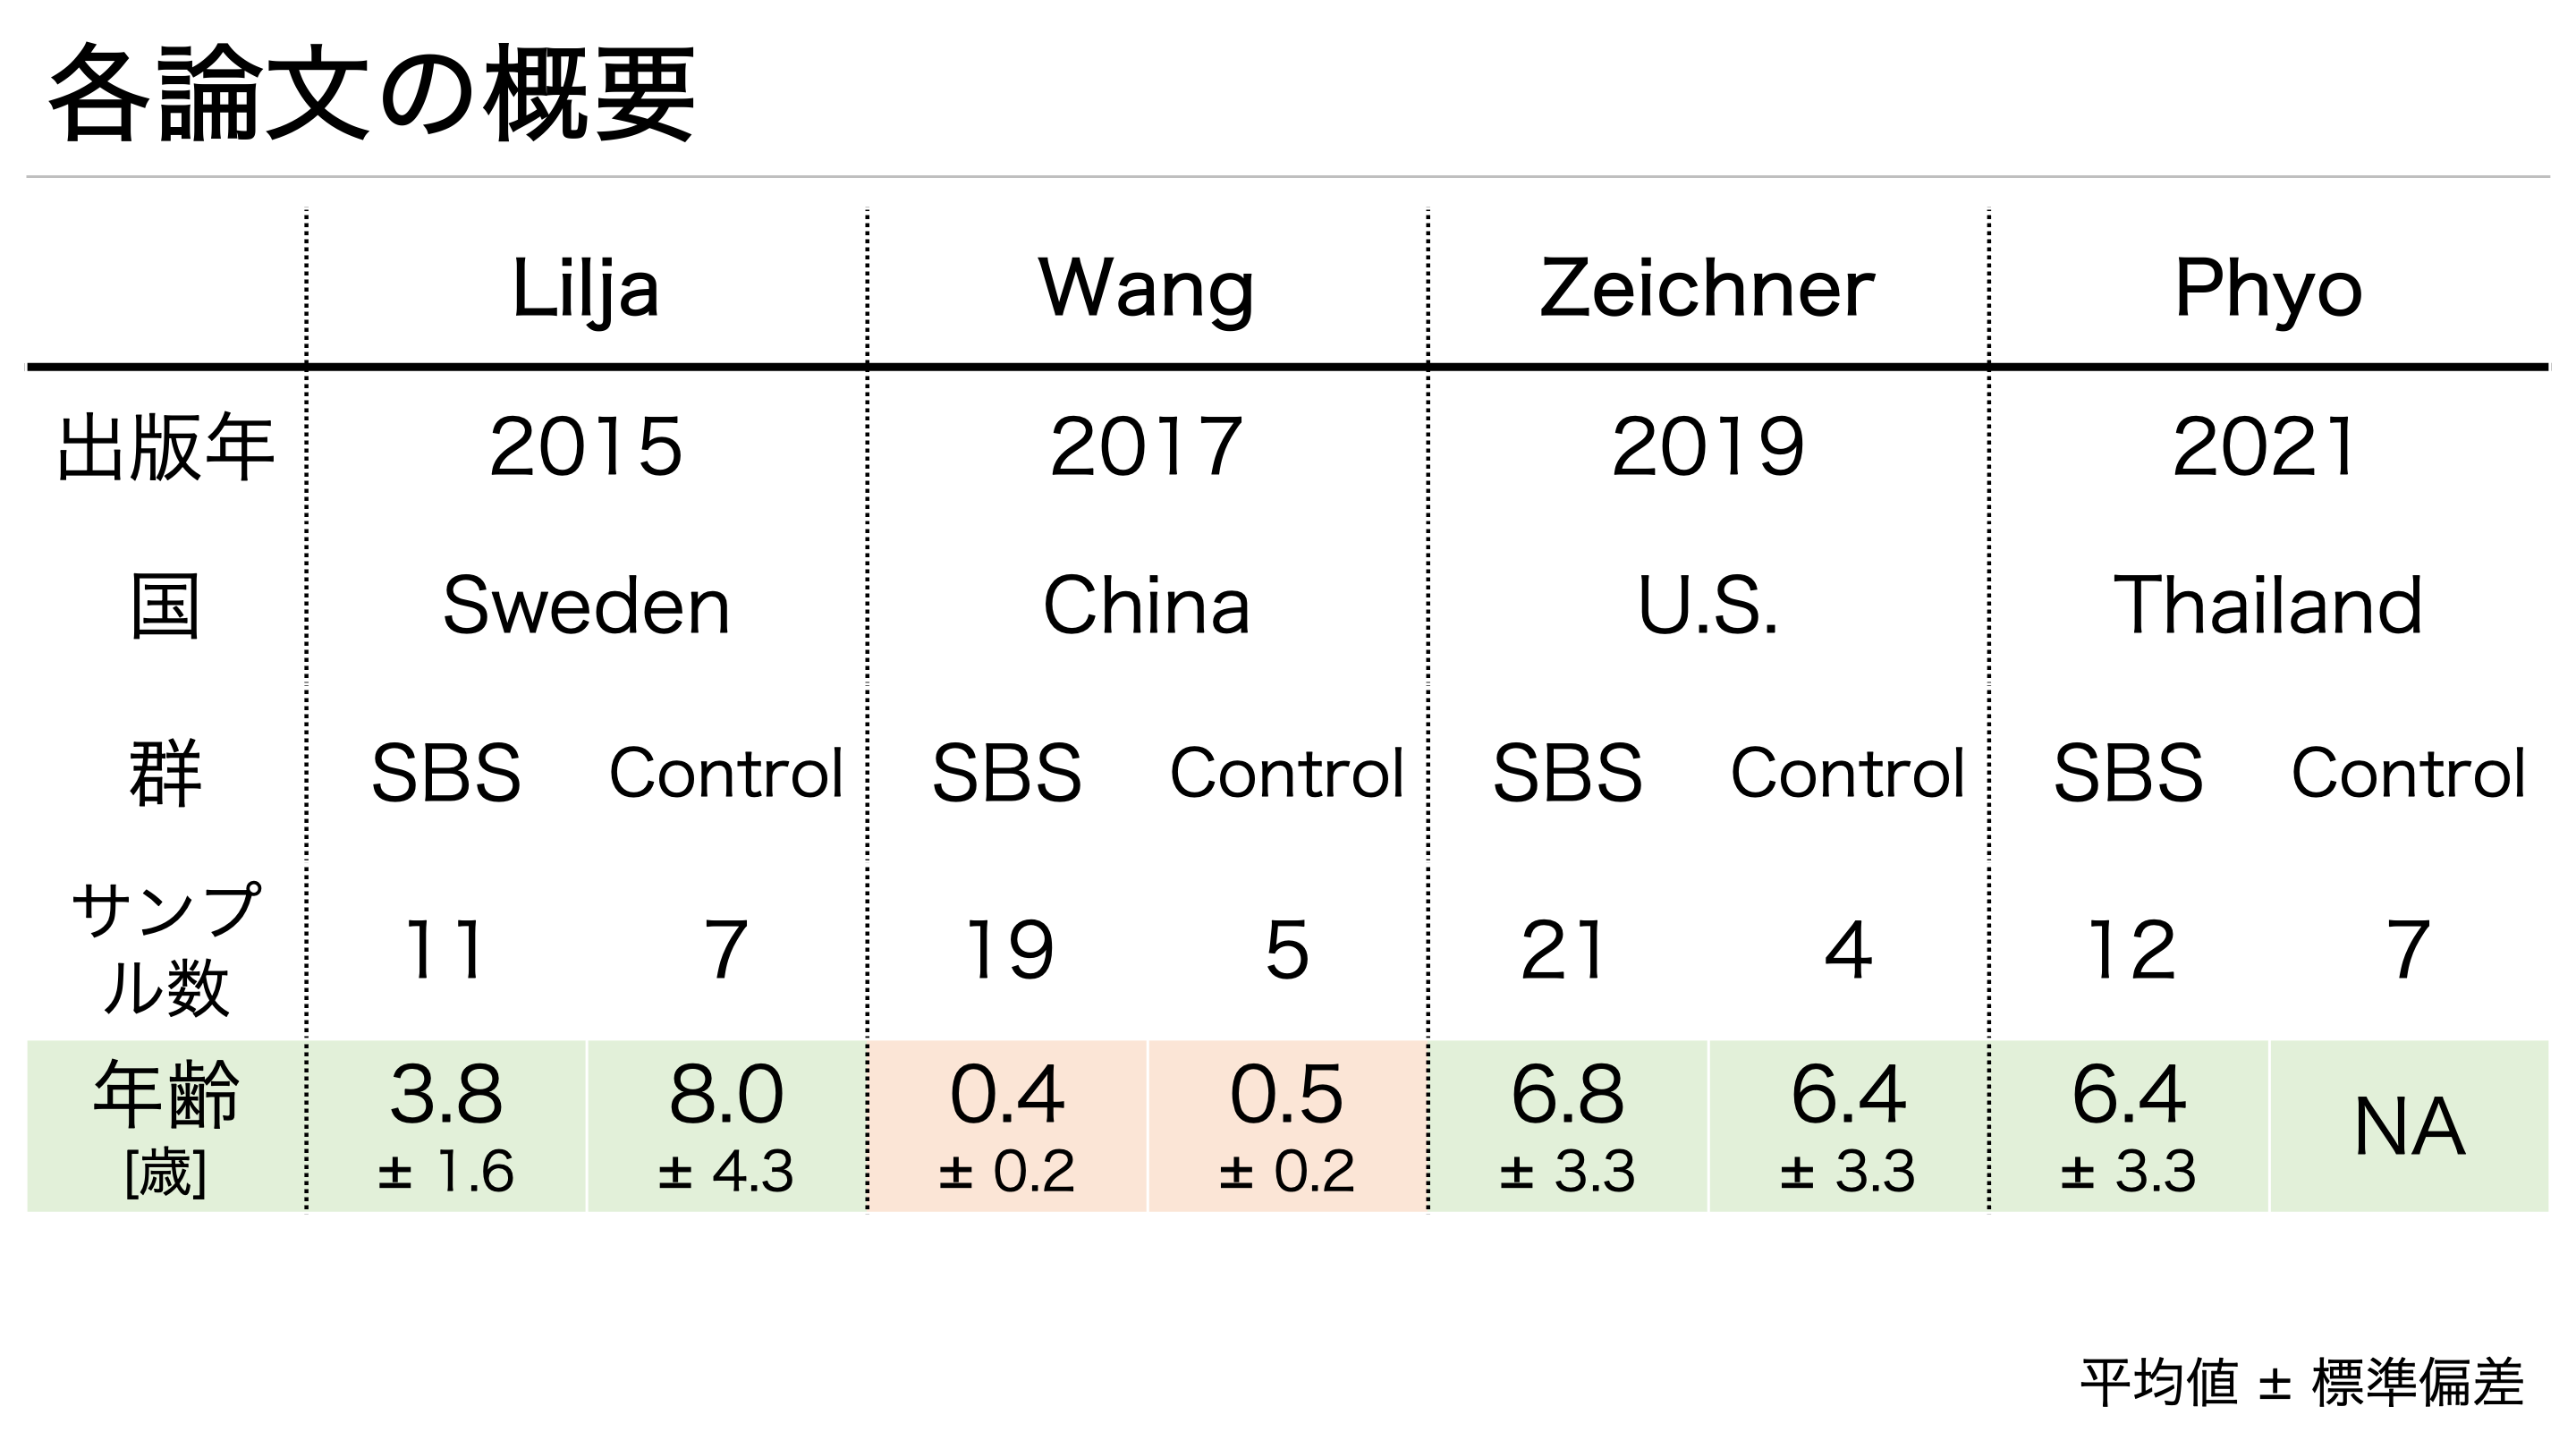 各論文の概要
Lilja Wang Zeichner Phyo
出版年 2015 2017 2019 2021
国 Sweden China U.S. Thailand
群 SBS Control SBS Control SBS Control SBS Control
サンプ
ル数 11 7 19 5 21 4 12 7
年齢 3.8 8.0 0.4 0.5 6.8 6.4 6.4 NA
[歳] ± 1.6 ± 4.3 ± 0.2 ± 0.2 ± 3.3 ± 3.3 ± 3.3
平均値 ± 標準偏差